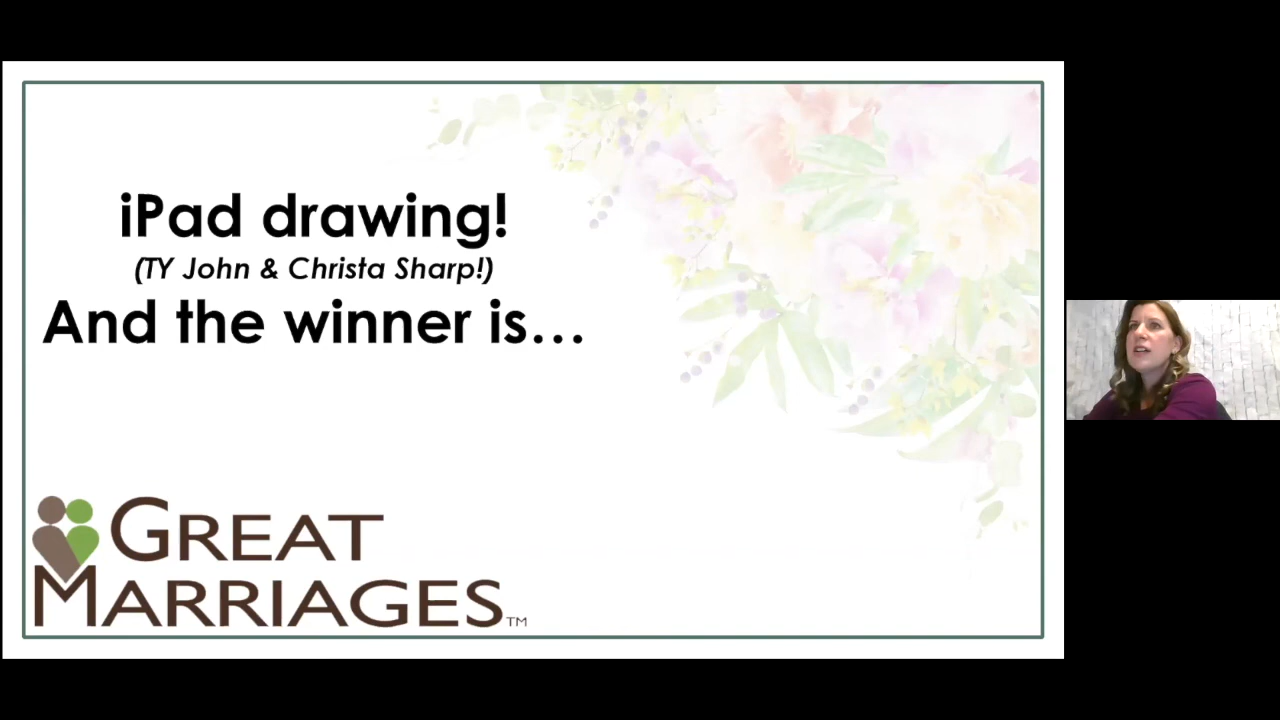 iPad drawing!
(TY John & Christa Sharp!)
And the winner is...
GREAT
MARRIAGES™